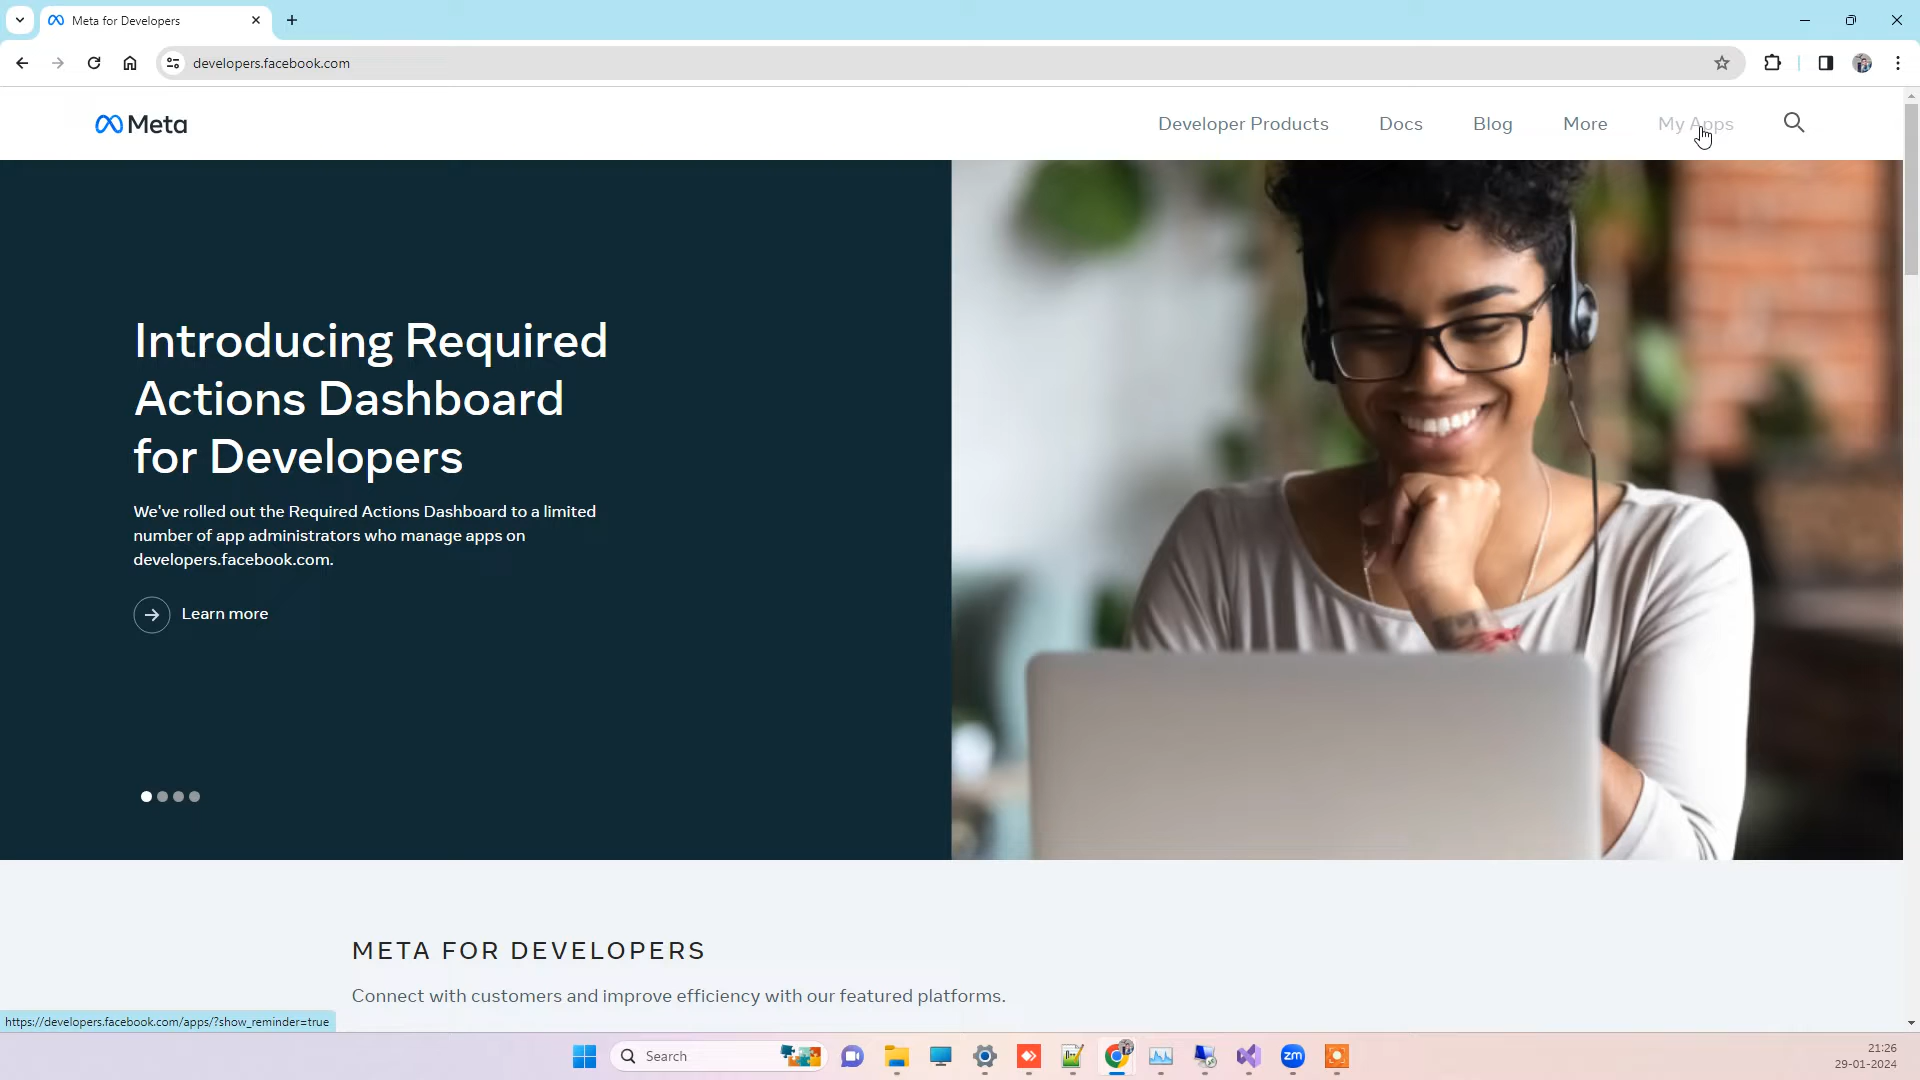 Meta for Developers
developers.facebook.com
Meta
Developer Products
Docs
Blog
More
My Apps
Introducing Required
Actions Dashboard
for Developers
We've rolled out the Required Actions Dashboard to a limited
number of app administrators who manage apps on
developers.facebook.com.
Learn more
META FOR DEVELOPERS
Connect with customers and improve efficiency with our featured platforms.
https://developers.facebook.com/apps/?show_reminder=true
Search
zm
21:26
29-01-2024